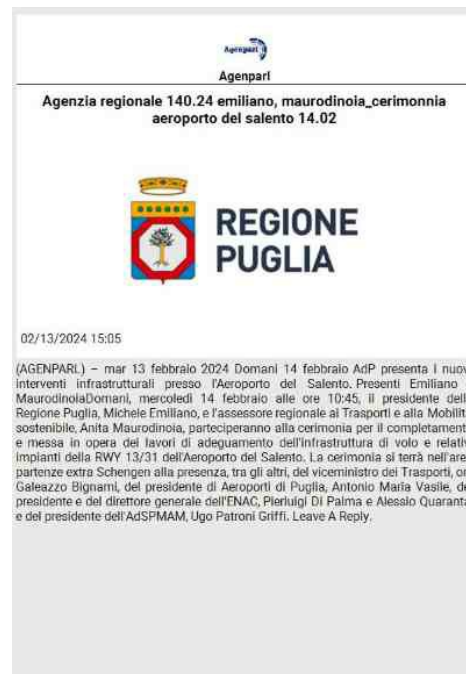 Agenparl
Agenparl
Agenzia regionale 140.24 emiliano, maurodinoia_cerimonnia
aeroporto del salento 14.02
REGIONE
PUGLIA
02/13/2024 15:05
(AGENPARL) – mar 13 febbraio 2024 Domani 14 febbraio AdP presenta I nuov
interventi infrastrutturali presso l'Aeroporto del Salento. Presenti Emiliano
MaurodinoiaDomani, mercoledì 14 febbraio alle ore 10:45, il presidente dell
Regione Puglia, Michele Emiliano, e l'assessore regionale ai Trasporti e alla Mobilit
sostenibile, Anita Maurodinoia, parteciperanno alla cerimonia per il completament
e messa in opera dei lavori di adeguamento dell'infrastruttura di volo e relativ
impianti della RWY 13/31 dell'Aeroporto del Salento. La cerimonia si terrà nell'are
partenze extra Schengen alla presenza, tra gli altri, del viceministro dei Trasporti, on
Galeazzo Bignami, del presidente di Aeroporti di Puglia, Antonio Maria Vasile, de
presidente e del direttore generale dell'ENAC, Pierluigi Di Palma e Alessio Quarant
e del presidente dell'AdSPMAM, Ugo Patroni Griffi. Leave A Reply.